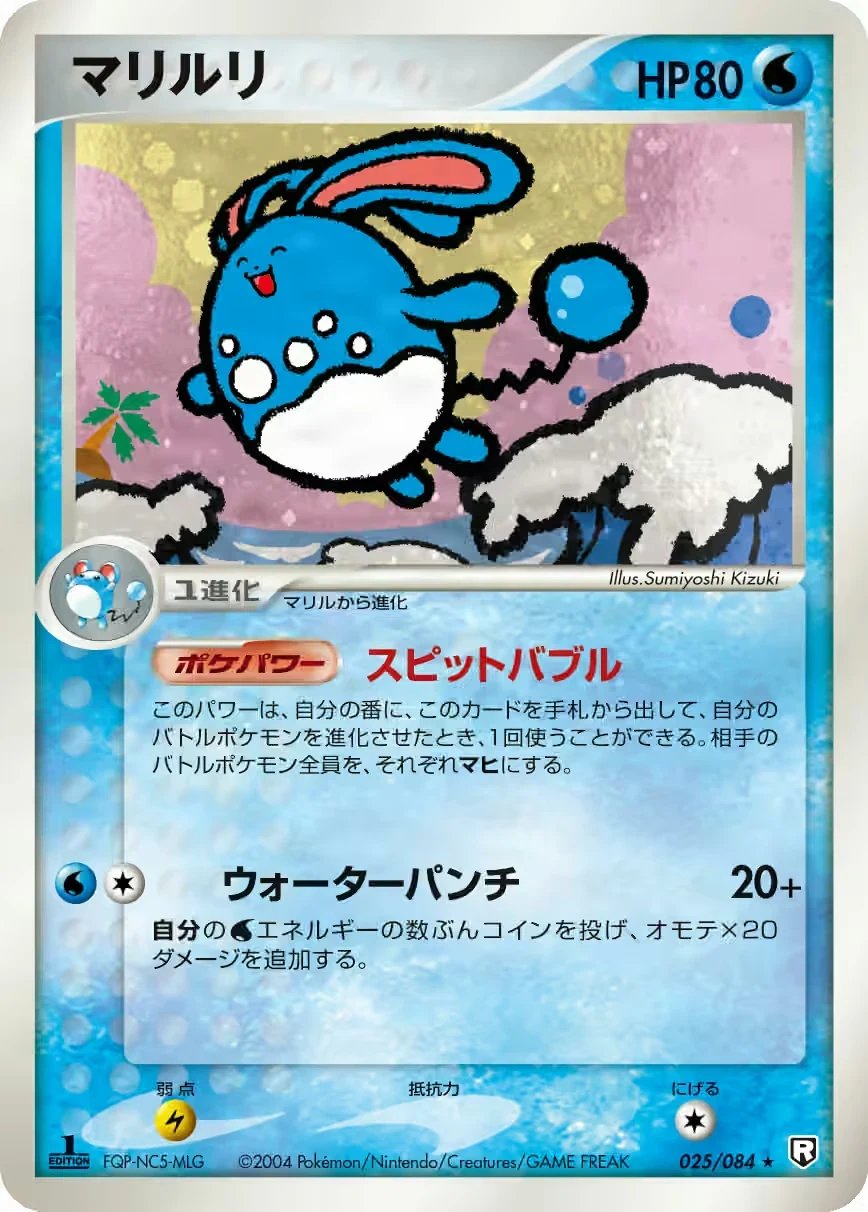 マリルリ
HP80
Illus.Sumiyoshi Kizuki
1進化
マリルから進化
ポケパワー スピットバブル
このパワーは、自分の番に、このカードを手札から出して、自分の
バトルポケモンを進化させたとき、1回使うことができる。相手の
バトルポケモン全員を、それぞれマヒにする。
ウォーターパンチ 20+
自分のエネルギーの数ぶんコインを投げ、オモテ×20
ダメージを追加する。
弱点 抵抗力 にげる
1
EDITION
FQP-NC5-MLG ©2004 Pokémon/Nintendo/Creatures/GAME FREAK 025/084 ★ R